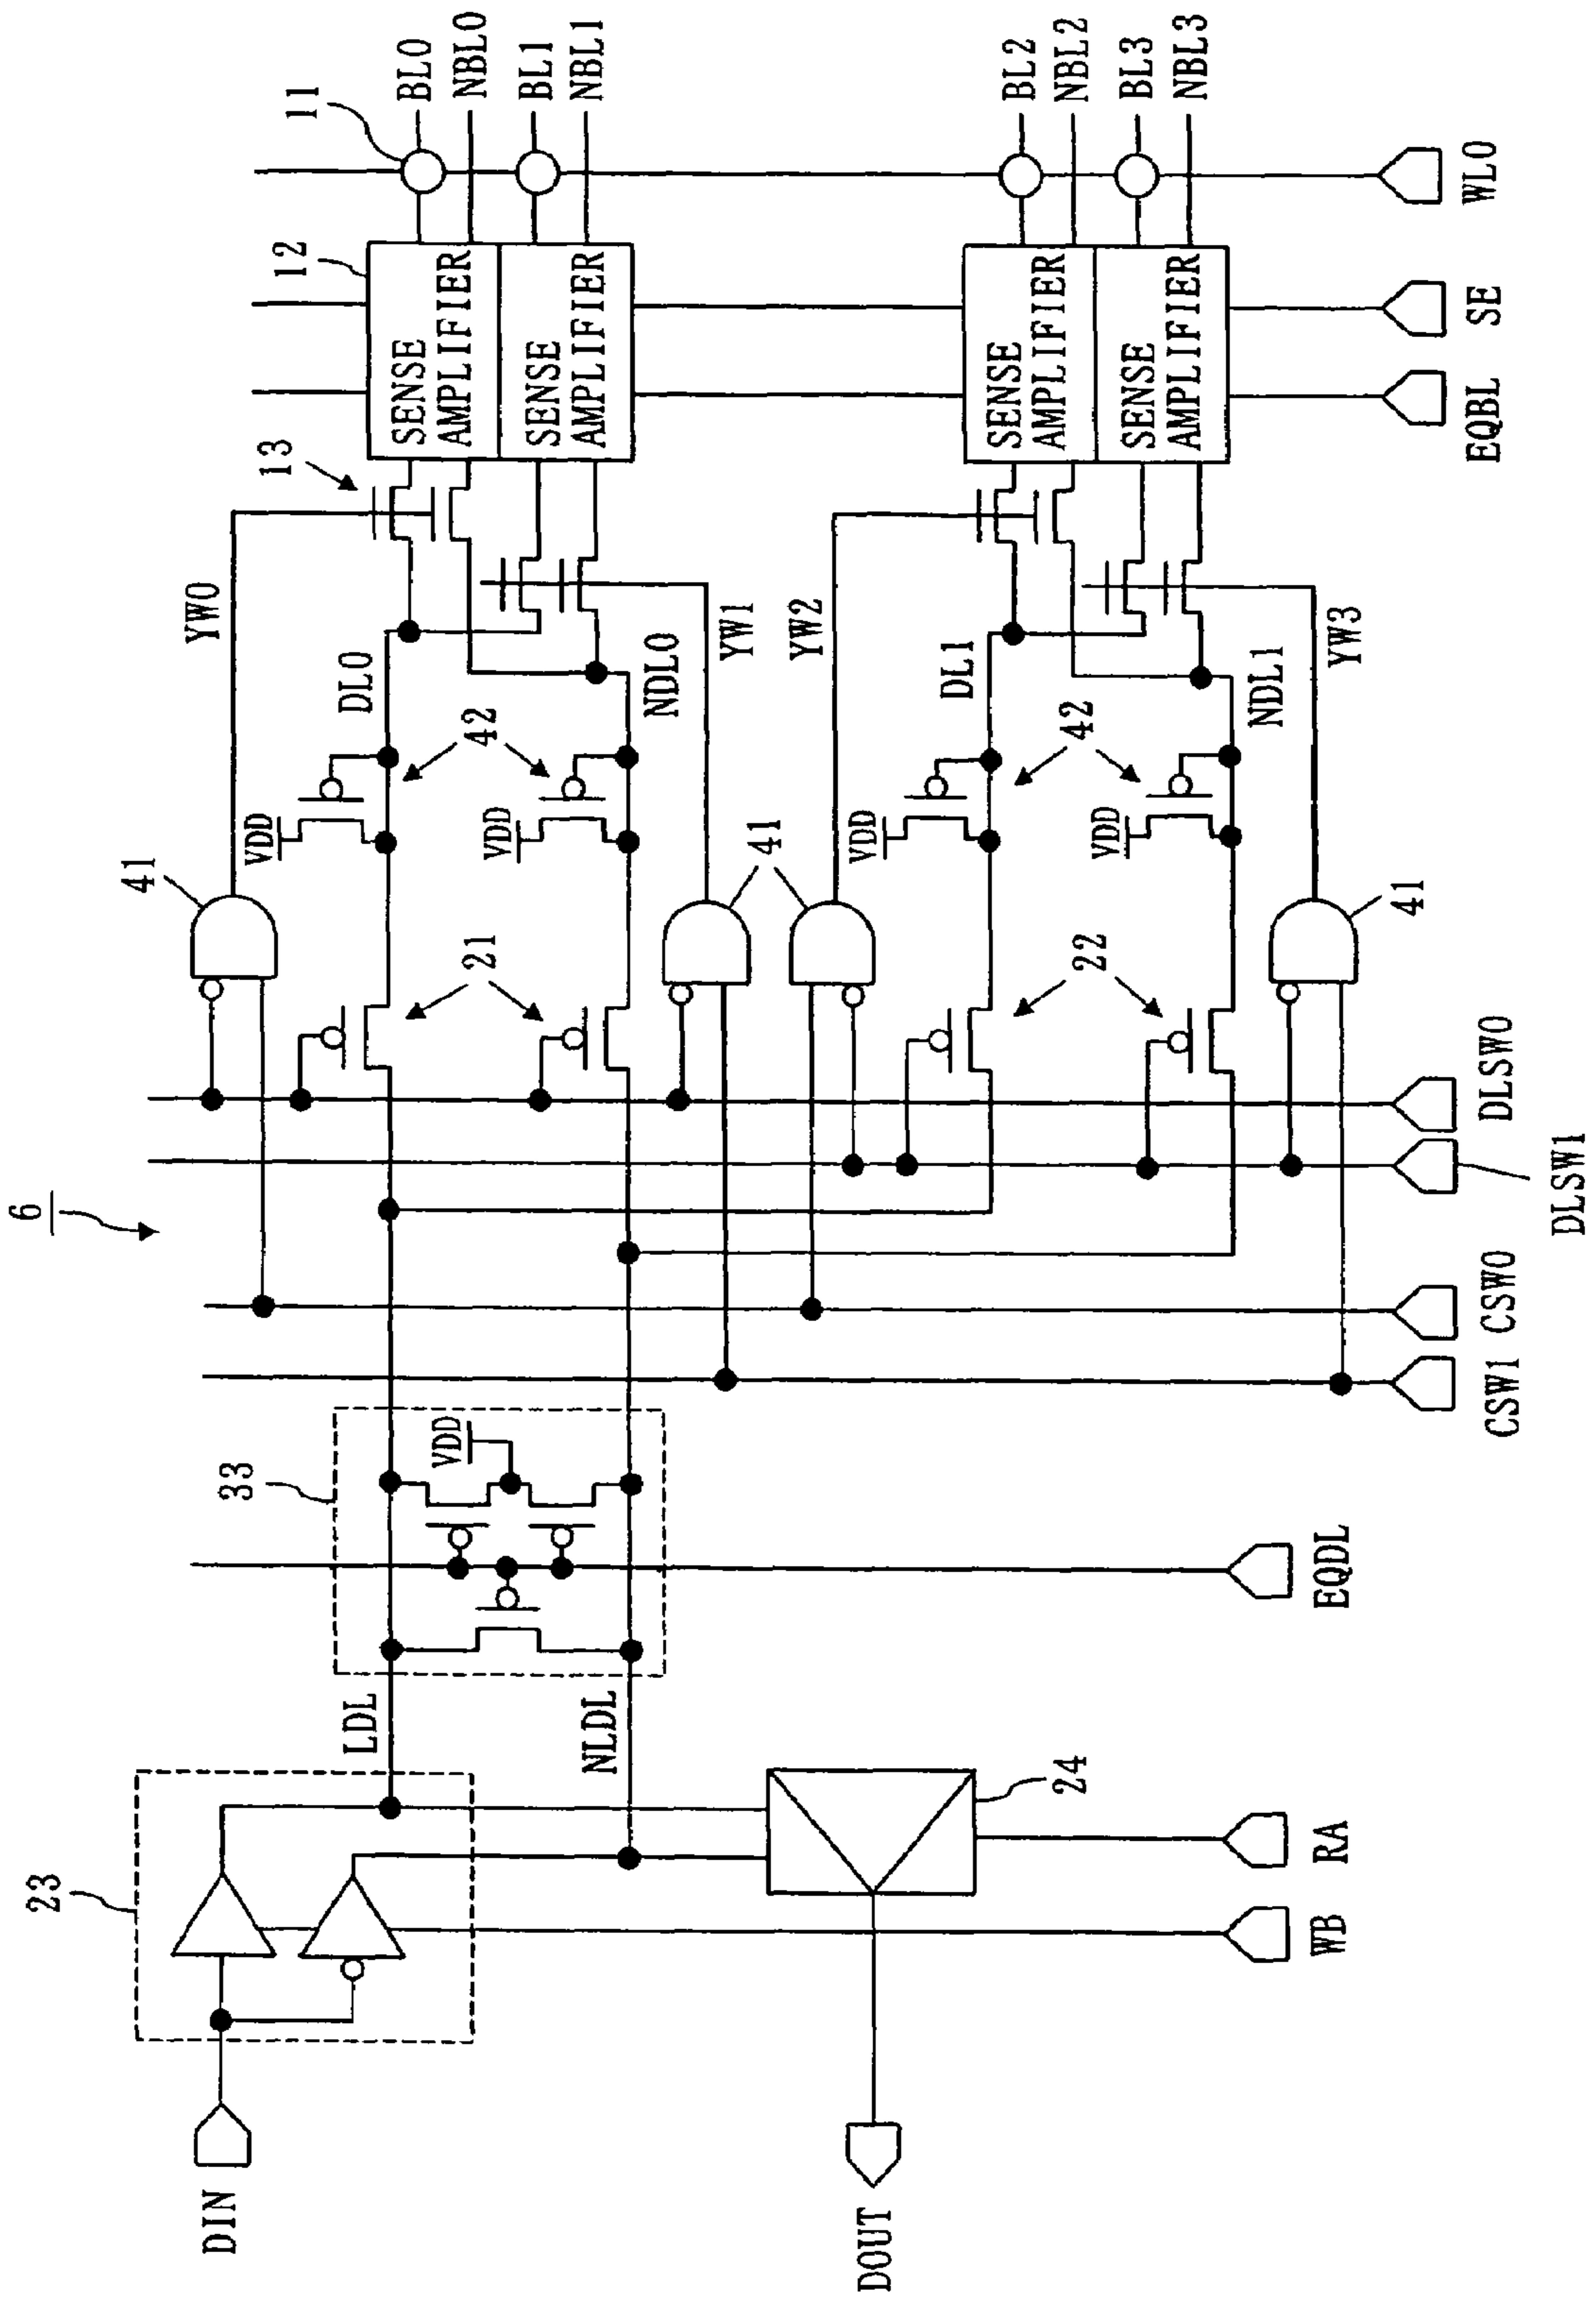 6
DIN
23
DOUT
WB
RA
24
LDL
NLDL
33
VDD
EQDL
CSW1
CSW0
DLSW1
DLSW0
41
21
41
22
41
VDD
VDD
42
VDD
VDD
42
YW0
DL0
NDL0
YW1
YW2
DL1
NDL1
YW3
13
12
SENSE
AMPLIFIER
SENSE
AMPLIFIER
SENSE
AMPLIFIER
SENSE
AMPLIFIER
EQBL
SE
WL0
11
BL0
NBL0
BL1
NBL1
BL2
NBL2
BL3
NBL3